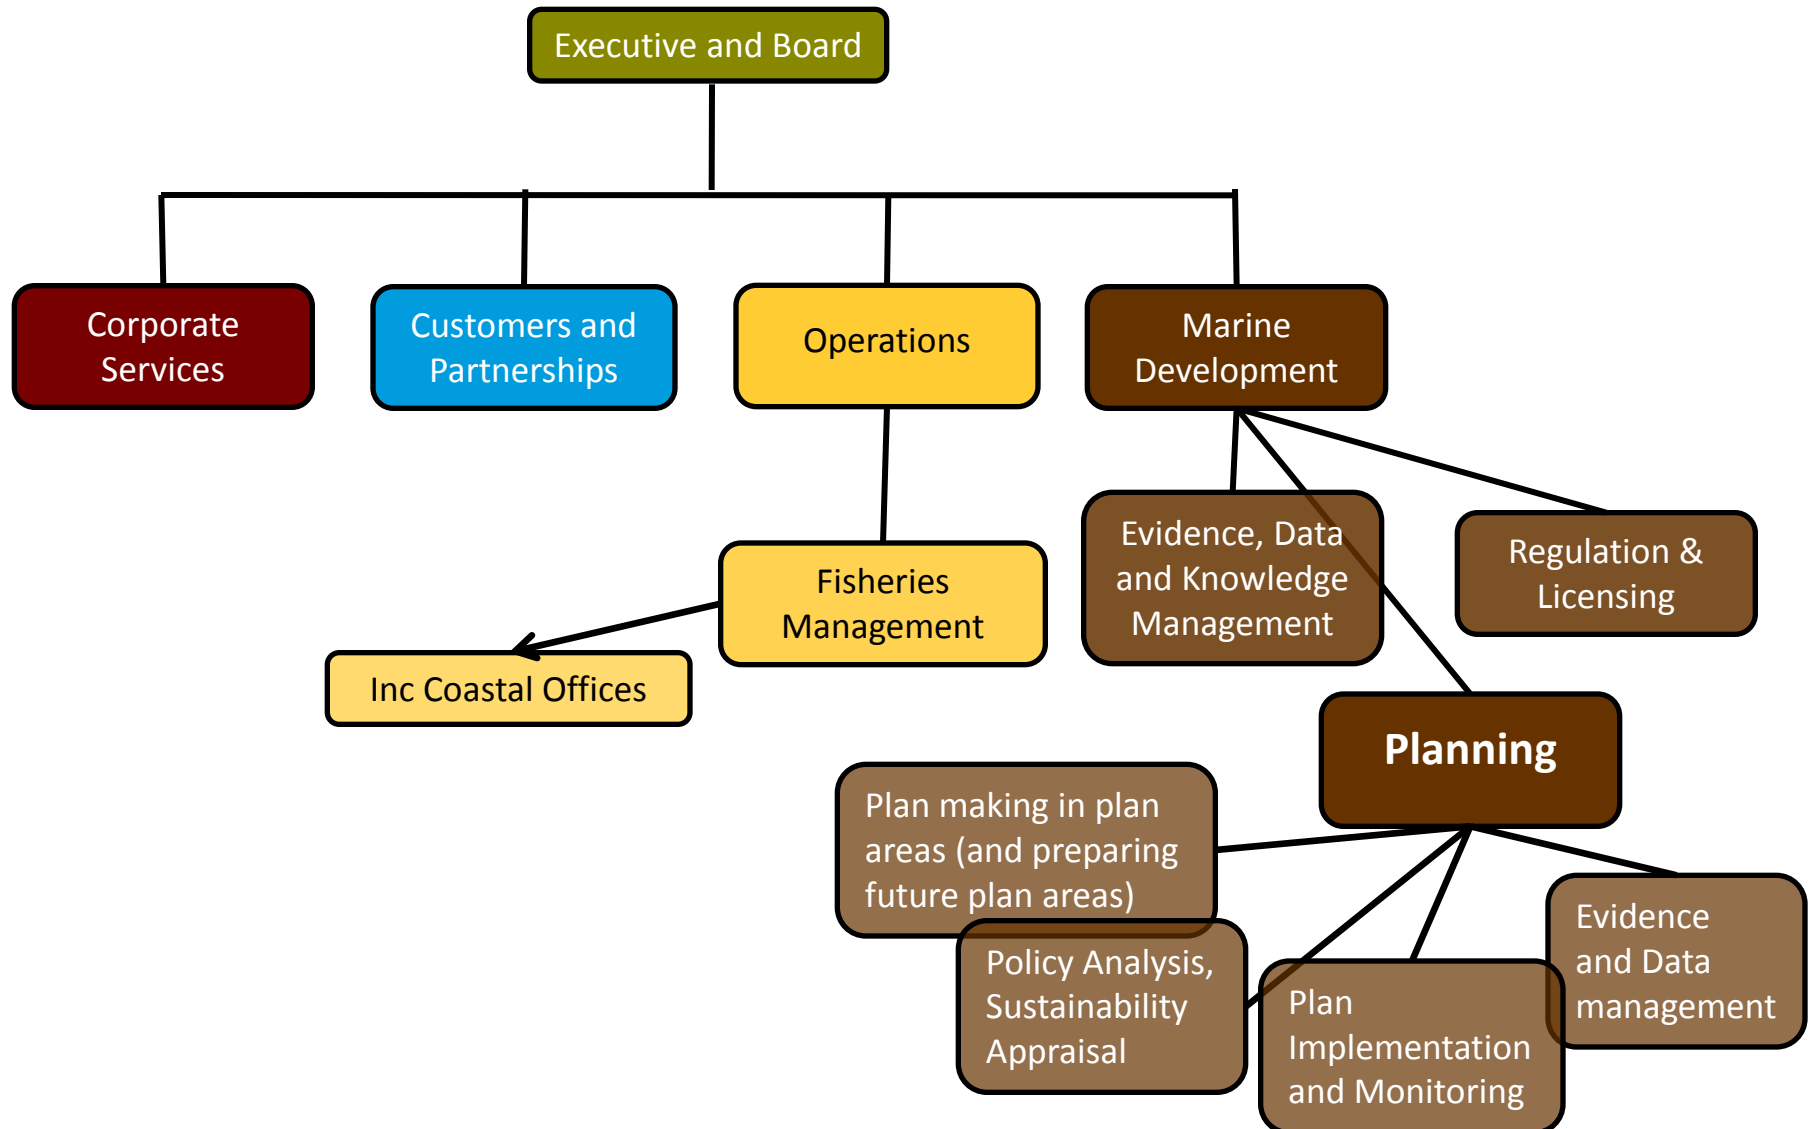 Executive and Board
Corporate
Services
Customers and
Partnerships
Operations
Marine
Development
Evidence, Data
and Knowledge
Management
Regulation &
Licensing
Fisheries
Management
Inc Coastal Offices
Planning
Plan making in plan
areas (and preparing
future plan areas)
Policy Analysis,
Sustainability
Appraisal
Plan
Implementation
and Monitoring
Evidence
and Data
management